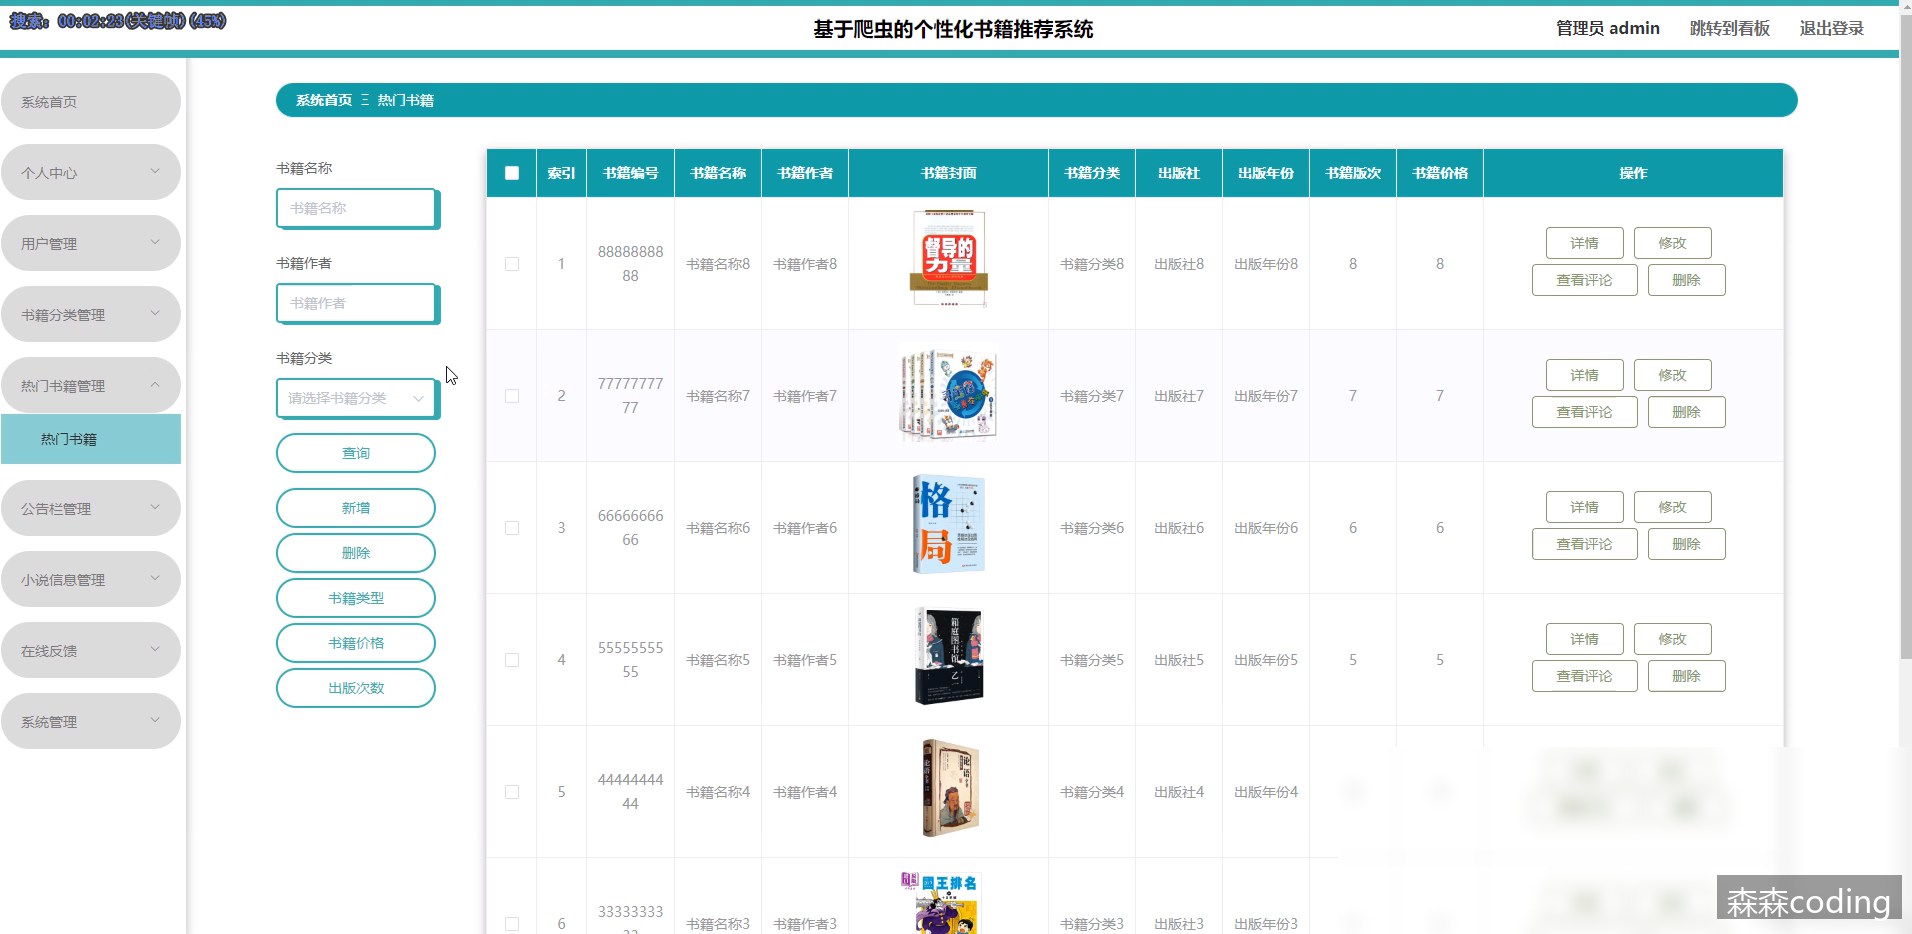 搜索: 00:02:23(关键帧) (45%)
基于爬虫的个性化书籍推荐系统
管理员 admin 跳转到看板 退出登录
系统首页
个人中心
用户管理
书籍分类管理
热门书籍管理
热门书籍
公告栏管理
小说信息管理
在线反馈
系统管理
系统首页 Ξ 热门书籍
书籍名称
书籍名称
书籍作者
书籍作者
书籍分类
请选择书籍分类
查询
新增
删除
书籍类型
书籍价格
出版次数
索引 书籍编号 书籍名称 书籍作者 书籍封面 书籍分类 出版社 出版年份 书籍版次 书籍价格 操作
督导的
力量
1 88888888 书籍名称8 书籍作者8 书籍分类8 出版社8 出版年份8 8 8 详情 修改
88 查看评论 删除
2 77777777 书籍名称7 书籍作者7 书籍分类7 出版社7 出版年份7 7 7 详情 修改
77 查看评论 删除
格
局
3 66666666 书籍名称6 书籍作者6 书籍分类6 出版社6 出版年份6 6 6 详情 修改
66 查看评论 删除
箱庭图书馆
乙一
4 55555555 书籍名称5 书籍作者5 书籍分类5 出版社5 出版年份5 5 5 详情 修改
55 查看评论 删除
论语
5 44444444 书籍名称4 书籍作者4 书籍分类4 出版社4 出版年份4
44
國王排名
6 33333333 书籍名称3 书籍作者3 书籍分类3 出版社3 出版年份3
33
森森coding